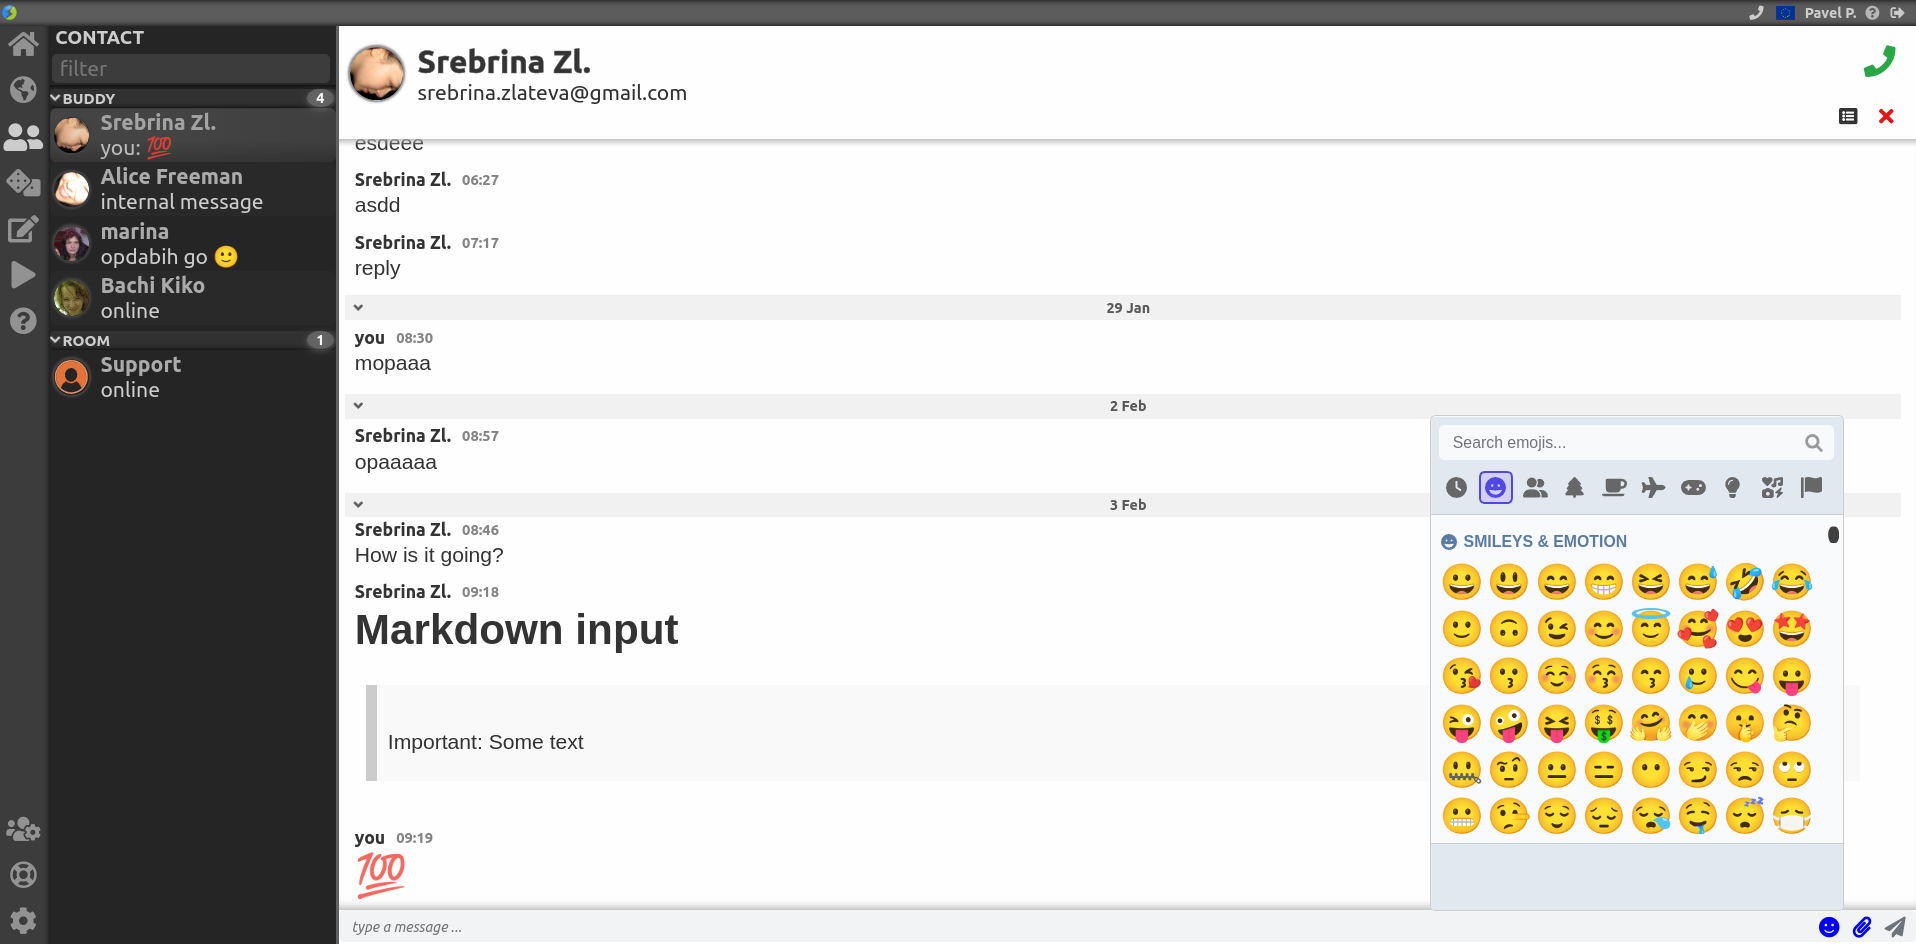 Pavel P.
CONTACT
filter
BUDDY 4
Srebrina Zl.
you: 💯
Alice Freeman
internal message
marina
opdabih go 🙂
Bachi Kiko
online
ROOM 1
Support
online
Srebrina Zl.
srebrina.zlateva@gmail.com
esdeee
Srebrina Zl. 06:27
asdd
Srebrina Zl. 07:17
reply
29 Jan
you 08:30
mopaaa
2 Feb
Srebrina Zl. 08:57
opaaaaa
3 Feb
Srebrina Zl. 08:46
How is it going?
Srebrina Zl. 09:18
Markdown input
Important: Some text
you 09:19
💯
type a message ...
Search emojis...
SMILEYS & EMOTION